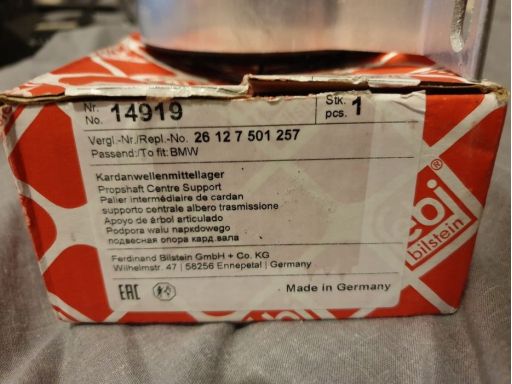 Nr.
No. 14919
Stk.
pcs. 1
Vergl.-Nr./Repl.-No. 26 12 7 501 257
Passend:/To fit: BMW
Kardanwellenmittellager
Propshaft Centre Support
Palier intermédiaire de cardan
supporto centrale albero trasmissione
Apoyo de árbol articulado
Podpora wału napkdowego
подвесная опора кард.вала
Ferdinand Bilstein GmbH + Co. KG
Wilhelmstr. 47 | 58256 Ennepetal | Germany
EAC
Made in Germany
febi
bilstein